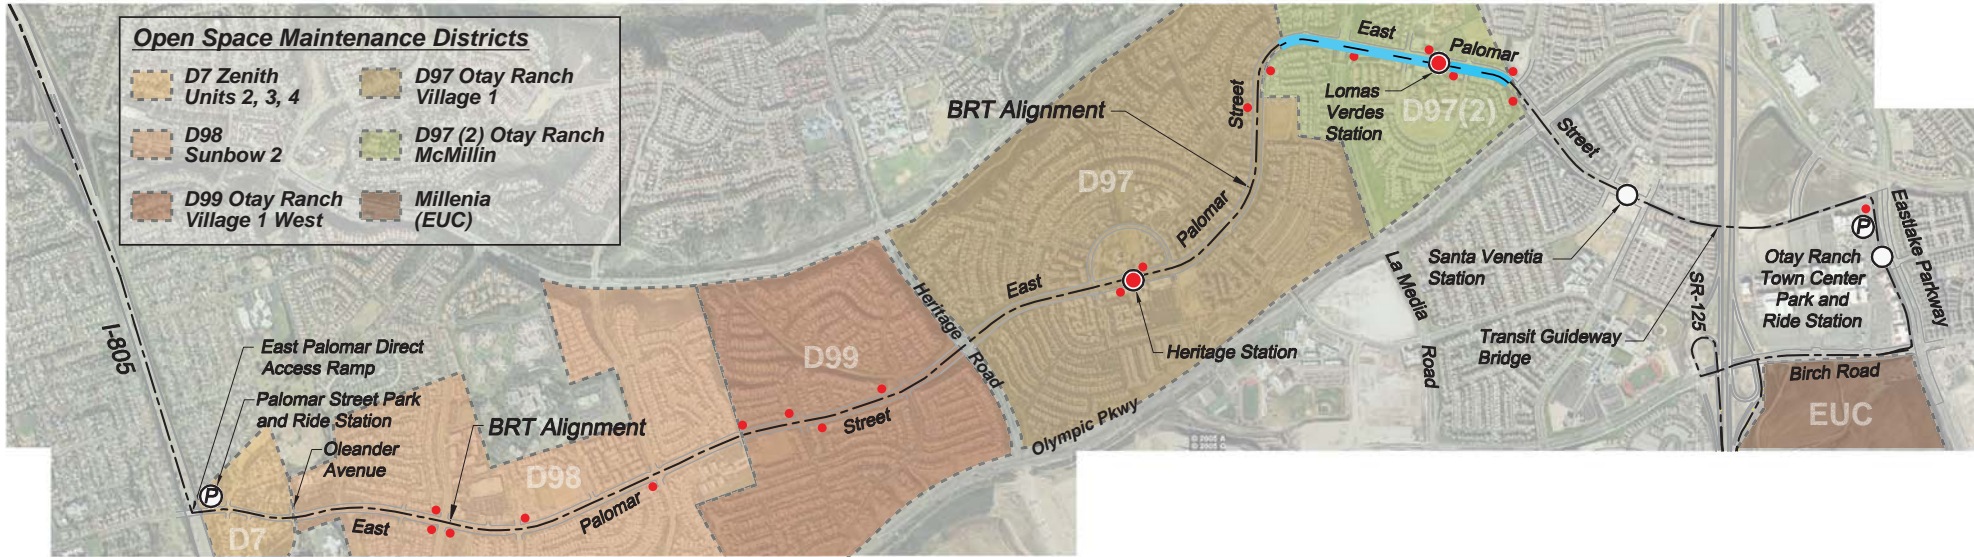 Open Space Maintenance Districts
D7 Zenith
Units 2, 3, 4
D98
Sunbow 2
D99 Otay Ranch
Village 1 West
D97 Otay Ranch
Village 1
D97 (2) Otay Ranch
McMillin
Millenia
(EUC)
I-805
East Palomar Direct
Access Ramp
Palomar Street Park
and Ride Station
Oleander
Avenue
P
D7
East
BRT Alignment
D98
Palomar
D99
Street
Heritage
Road
East
D97
Palomar
Street
BRT Alignment
Heritage Station
Olympic Pkwy
East
Palomar
Lomas
Verdes
Station
D97(2)
Street
La Media
Road
Santa Venetia
Station
Transit Guideway
Bridge
SR-125
P
Otay Ranch
Town Center
Park and
Ride Station
Eastlake Parkway
Birch Road
EUC